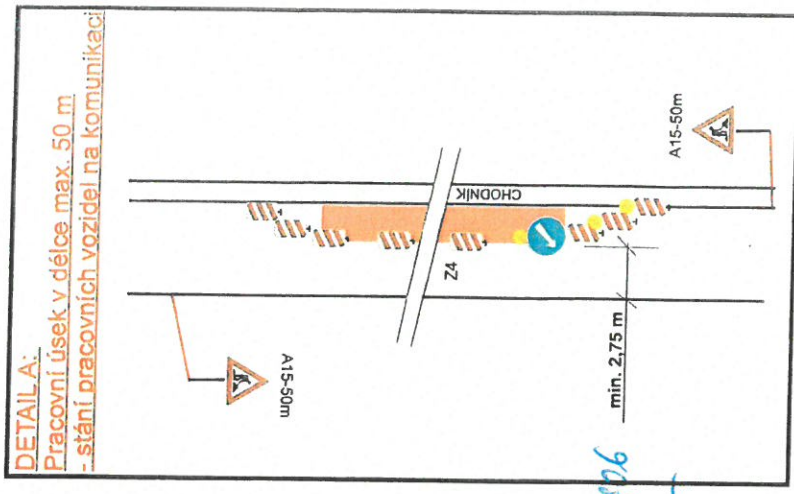 DETAIL A:
Pracovní úsek v délce max. 50 m
- stání pracovních vozidel na komunikaci
A15-50m
CHODNÍK
Z4
min. 2,75 m
A15-50m